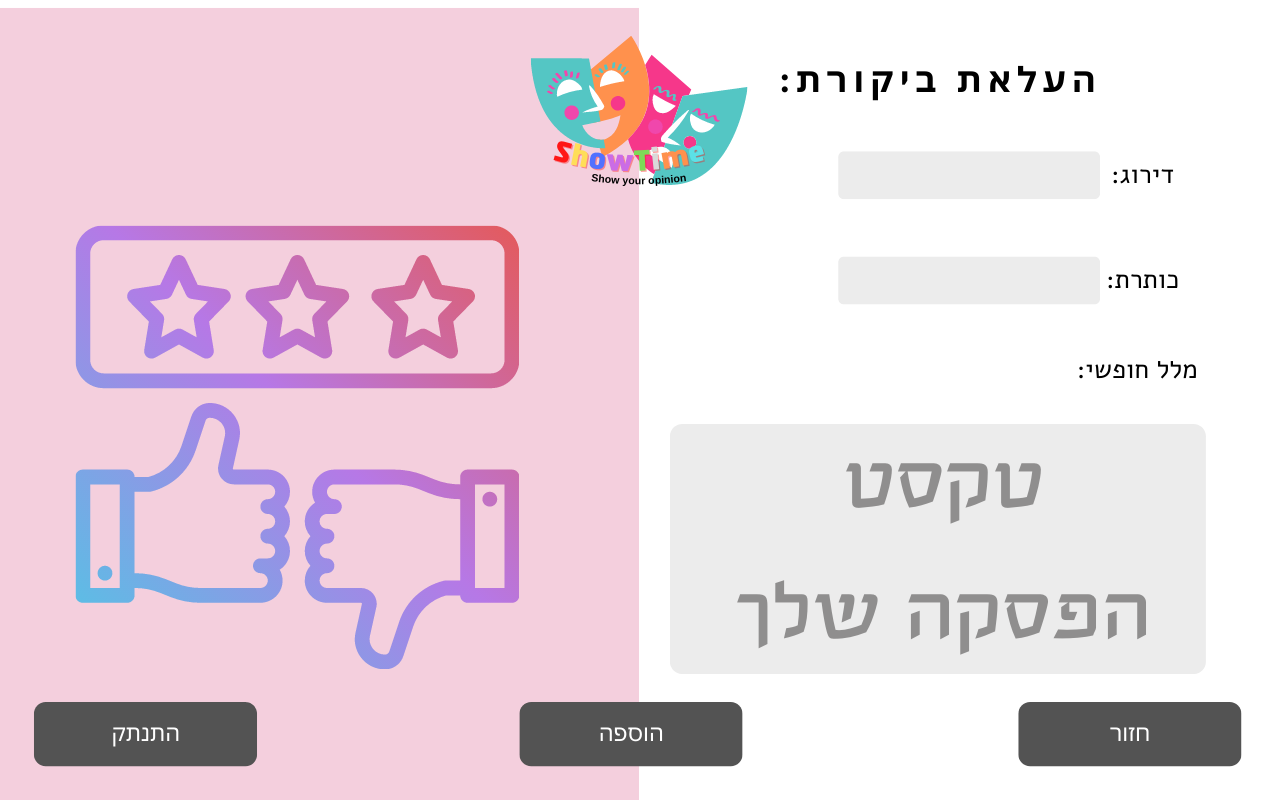 העלאת ביקורת:
ShowTime
Show your opinion
דירוג:
כותרת:
מלל חופשי:
טקסט
הפסקה שלך
חזור
הוספה
התנתק